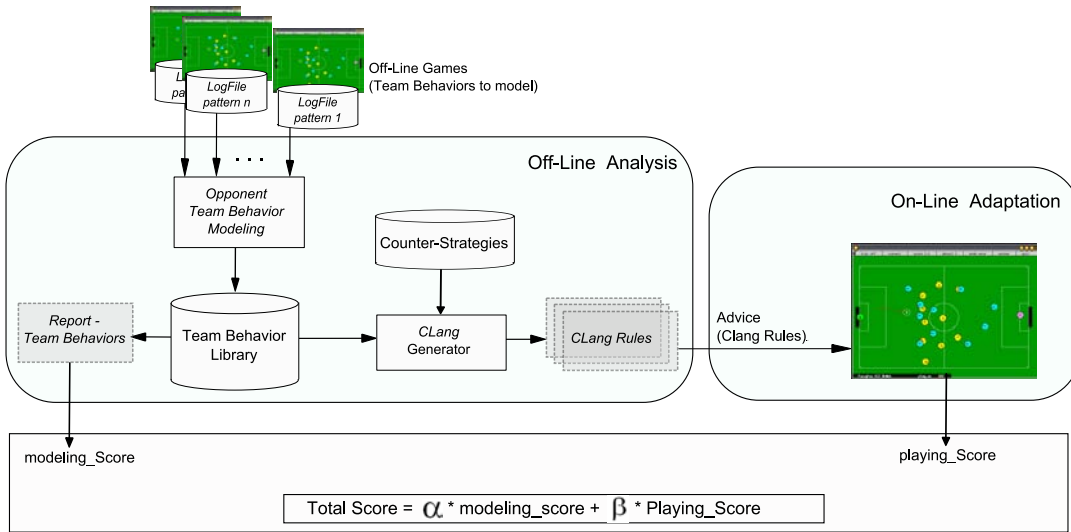 Off-Line Games
(Team Behaviors to model)
LogFile
pattern n
LogFile
pattern 1
. . .
Off-Line Analysis
On-Line Adaptation
Opponent
Team Behavior
Modeling
Counter-Strategies
Report -
Team Behaviors
Team Behavior
Library
CLang
Generator
CLang Rules
Advice
(Clang Rules).
modeling_Score
playing_Score
Total Score = α * modeling_score + β * Playing_Score